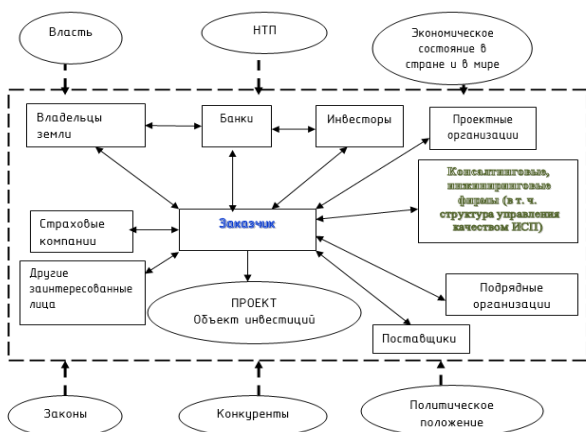 Власть
НТП
Экономическое
состояние в
стране и в мире
Владельцы
земли
Банки
Инвесторы
Проектные
организации
Консалтинговые,
инжиниринговые
фирмы (в т. ч.
структура управления
качеством ИСП)
Заказчик
Страховые
компании
Другие
заинтересованные
лица
ПРОЕКТ
Объект инвестиций
Подрядные
организации
Поставщики
Законы
Конкуренты
Политическое
положение